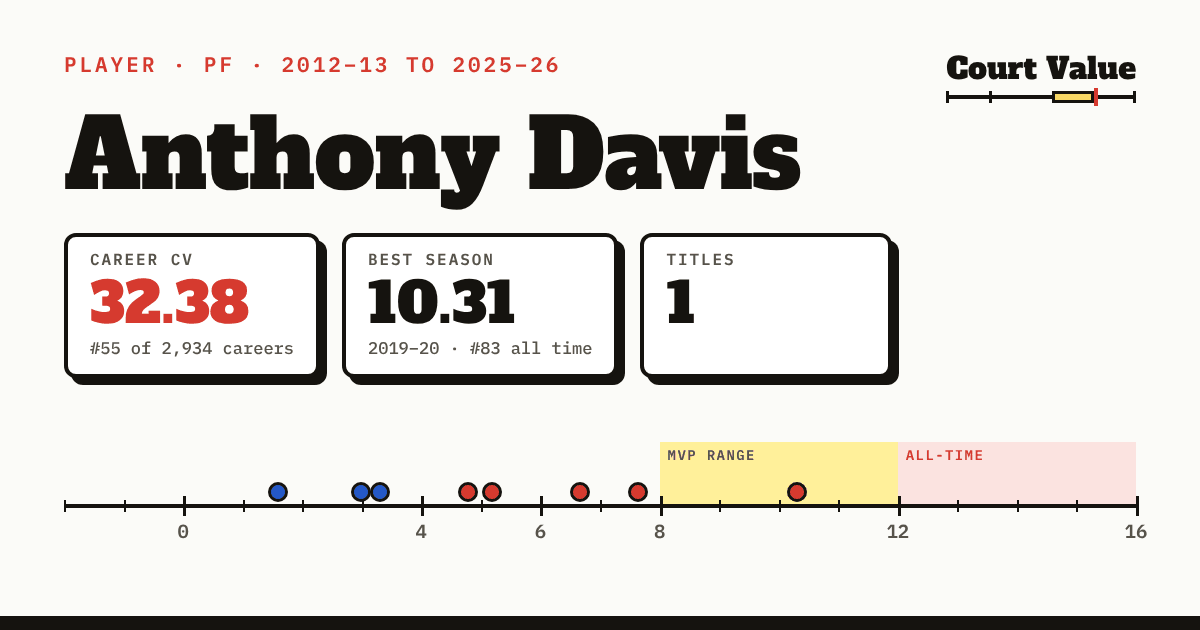 PLAYER · PF · 2012–13 TO 2025–26
Court Value
Anthony Davis
CAREER CV
32.38
#55 of 2,934 careers
BEST SEASON
10.31
2019–20 · #83 all time
TITLES
1
MVP RANGE
ALL-TIME
0 4 6 8 12 16